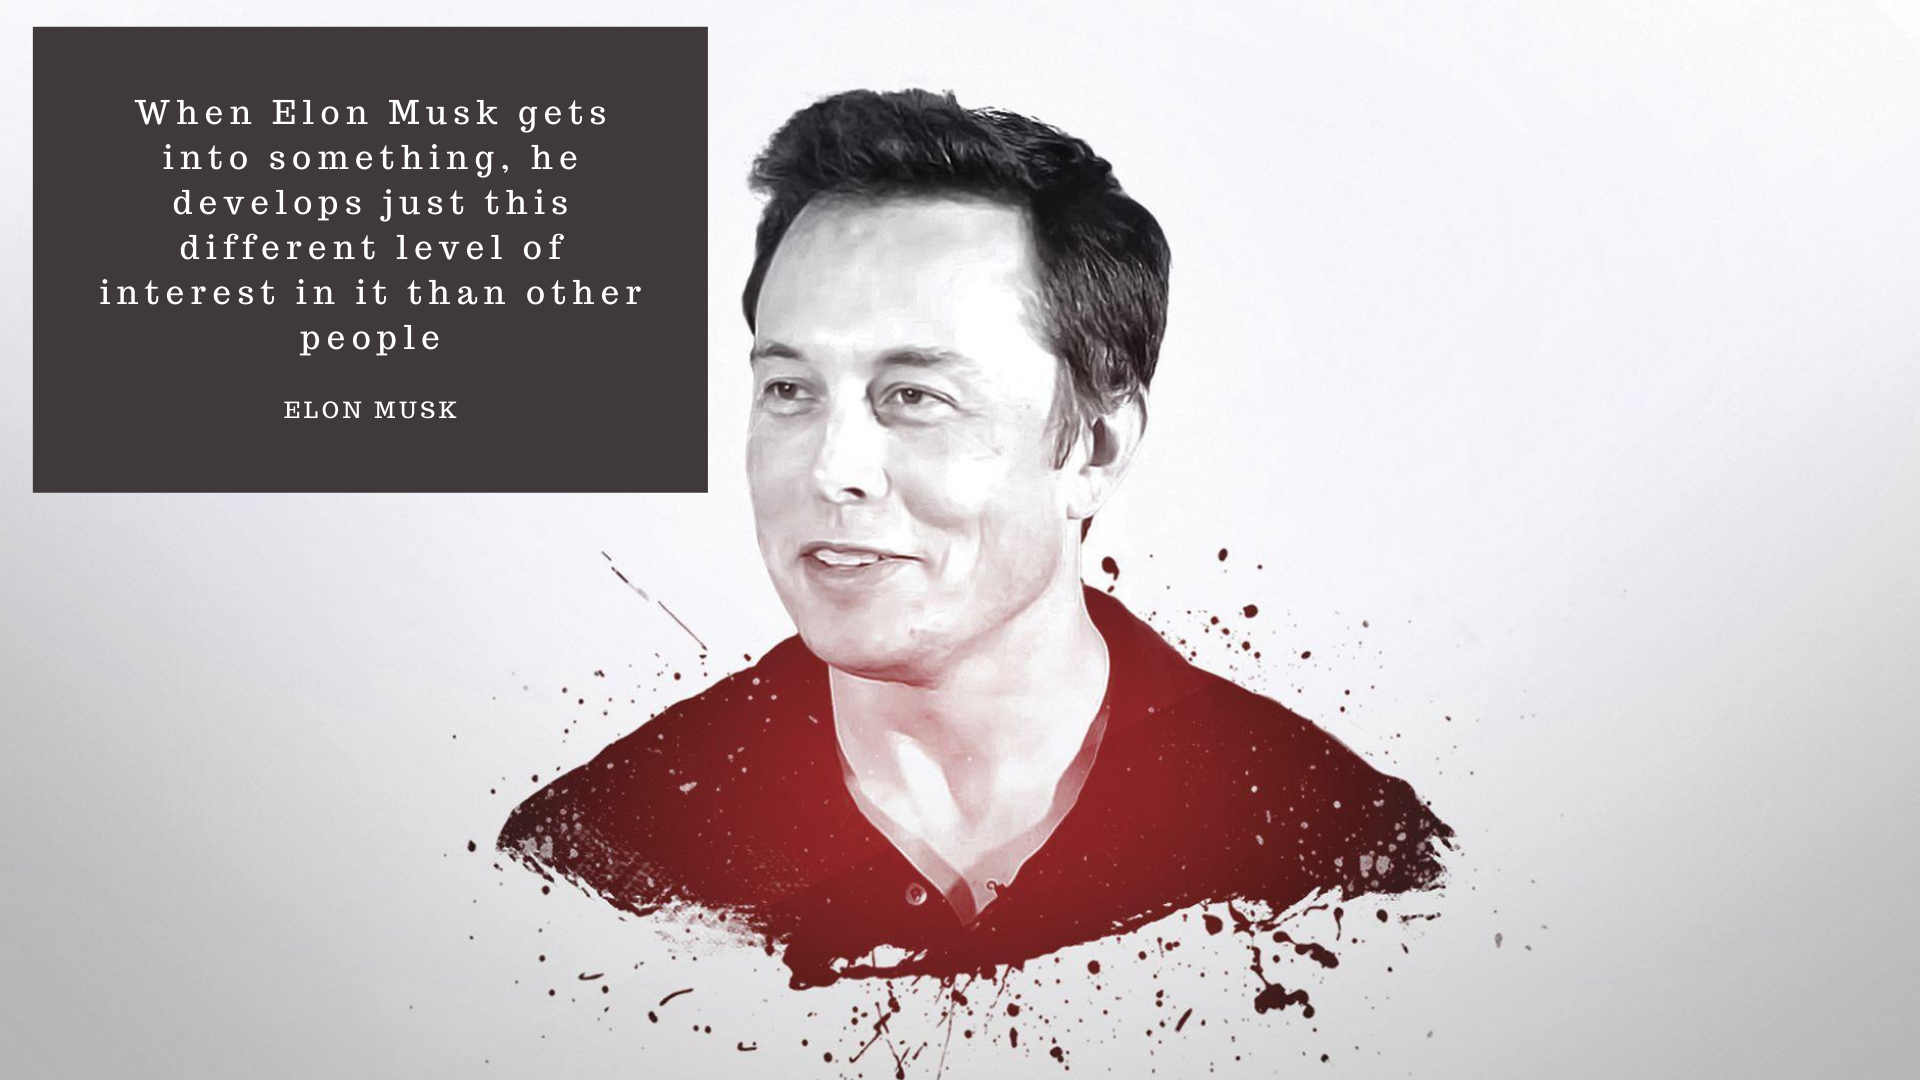 When Elon Musk gets
into something, he
develops just this
different level of
interest in it than other
people
ELON MUSK